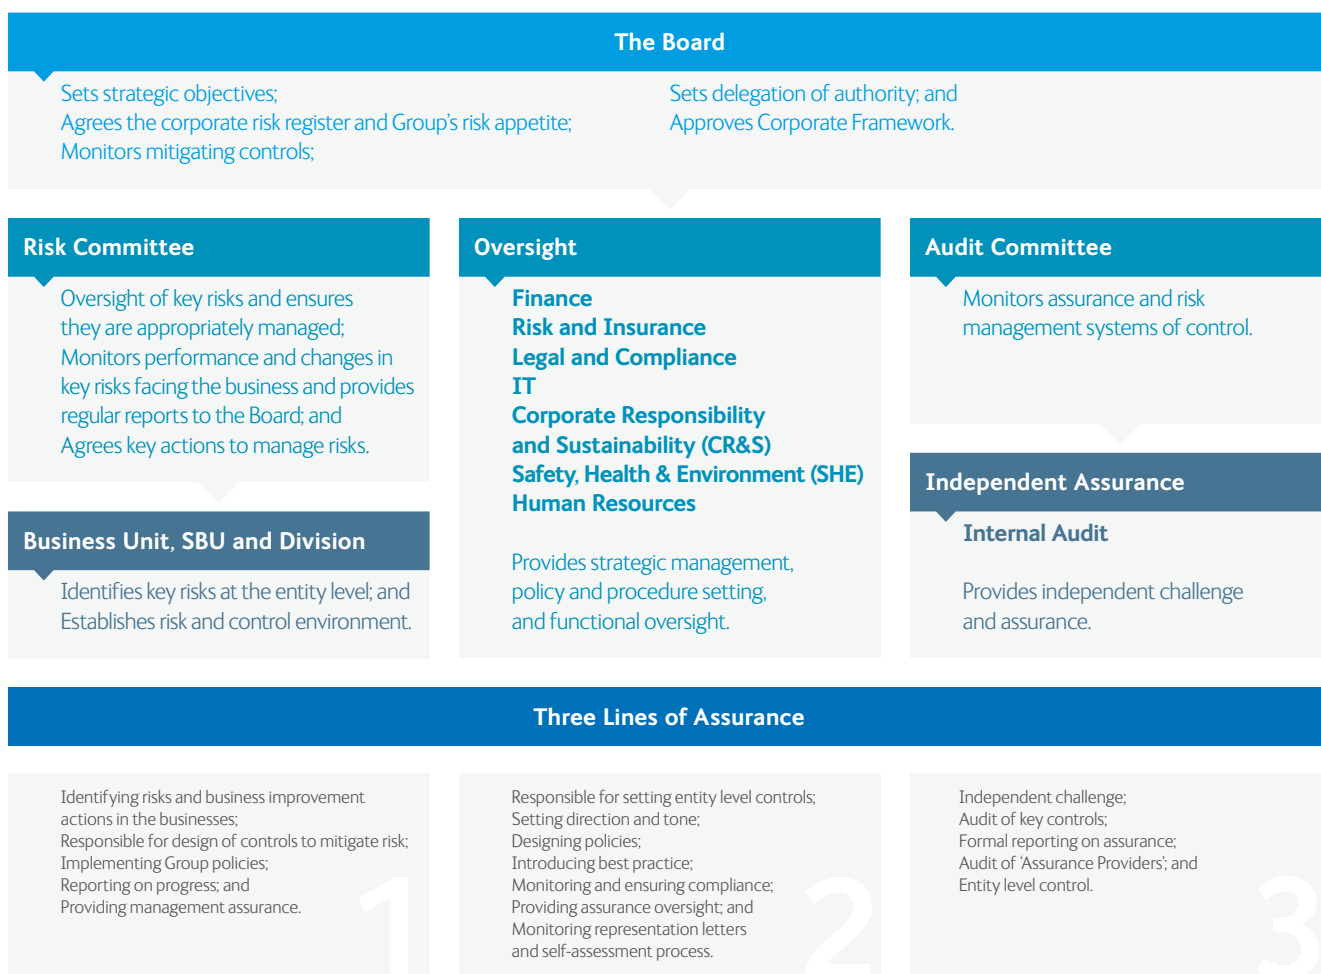 The Board
Sets strategic objectives;
Agrees the corporate risk register and Group's risk appetite;
Monitors mitigating controls;
Sets delegation of authority; and
Approves Corporate Framework.
Risk Committee
Oversight of key risks and ensures
they are appropriately managed;
Monitors performance and changes in
key risks facing the business and provides
regular reports to the Board; and
Agrees key actions to manage risks.
Business Unit, SBU and Division
Identifies key risks at the entity level; and
Establishes risk and control environment.
Oversight
Finance
Risk and Insurance
Legal and Compliance
IT
Corporate Responsibility
and Sustainability (CR&S)
Safety, Health & Environment (SHE)
Human Resources
Provides strategic management,
policy and procedure setting,
and functional oversight.
Audit Committee
Monitors assurance and risk
management systems of control.
Independent Assurance
Internal Audit
Provides independent challenge
and assurance.
Three Lines of Assurance
Identifying risks and business improvement
actions in the businesses;
Responsible for design of controls to mitigate risk;
Implementing Group policies;
Reporting on progress; and
Providing management assurance.
1
Responsible for setting entity level controls;
Setting direction and tone;
Designing policies;
Introducing best practice;
Monitoring and ensuring compliance;
Providing assurance oversight; and
Monitoring representation letters
and self-assessment process.
2
Independent challenge;
Audit of key controls;
Formal reporting on assurance;
Audit of 'Assurance Providers'; and
Entity level control.
3